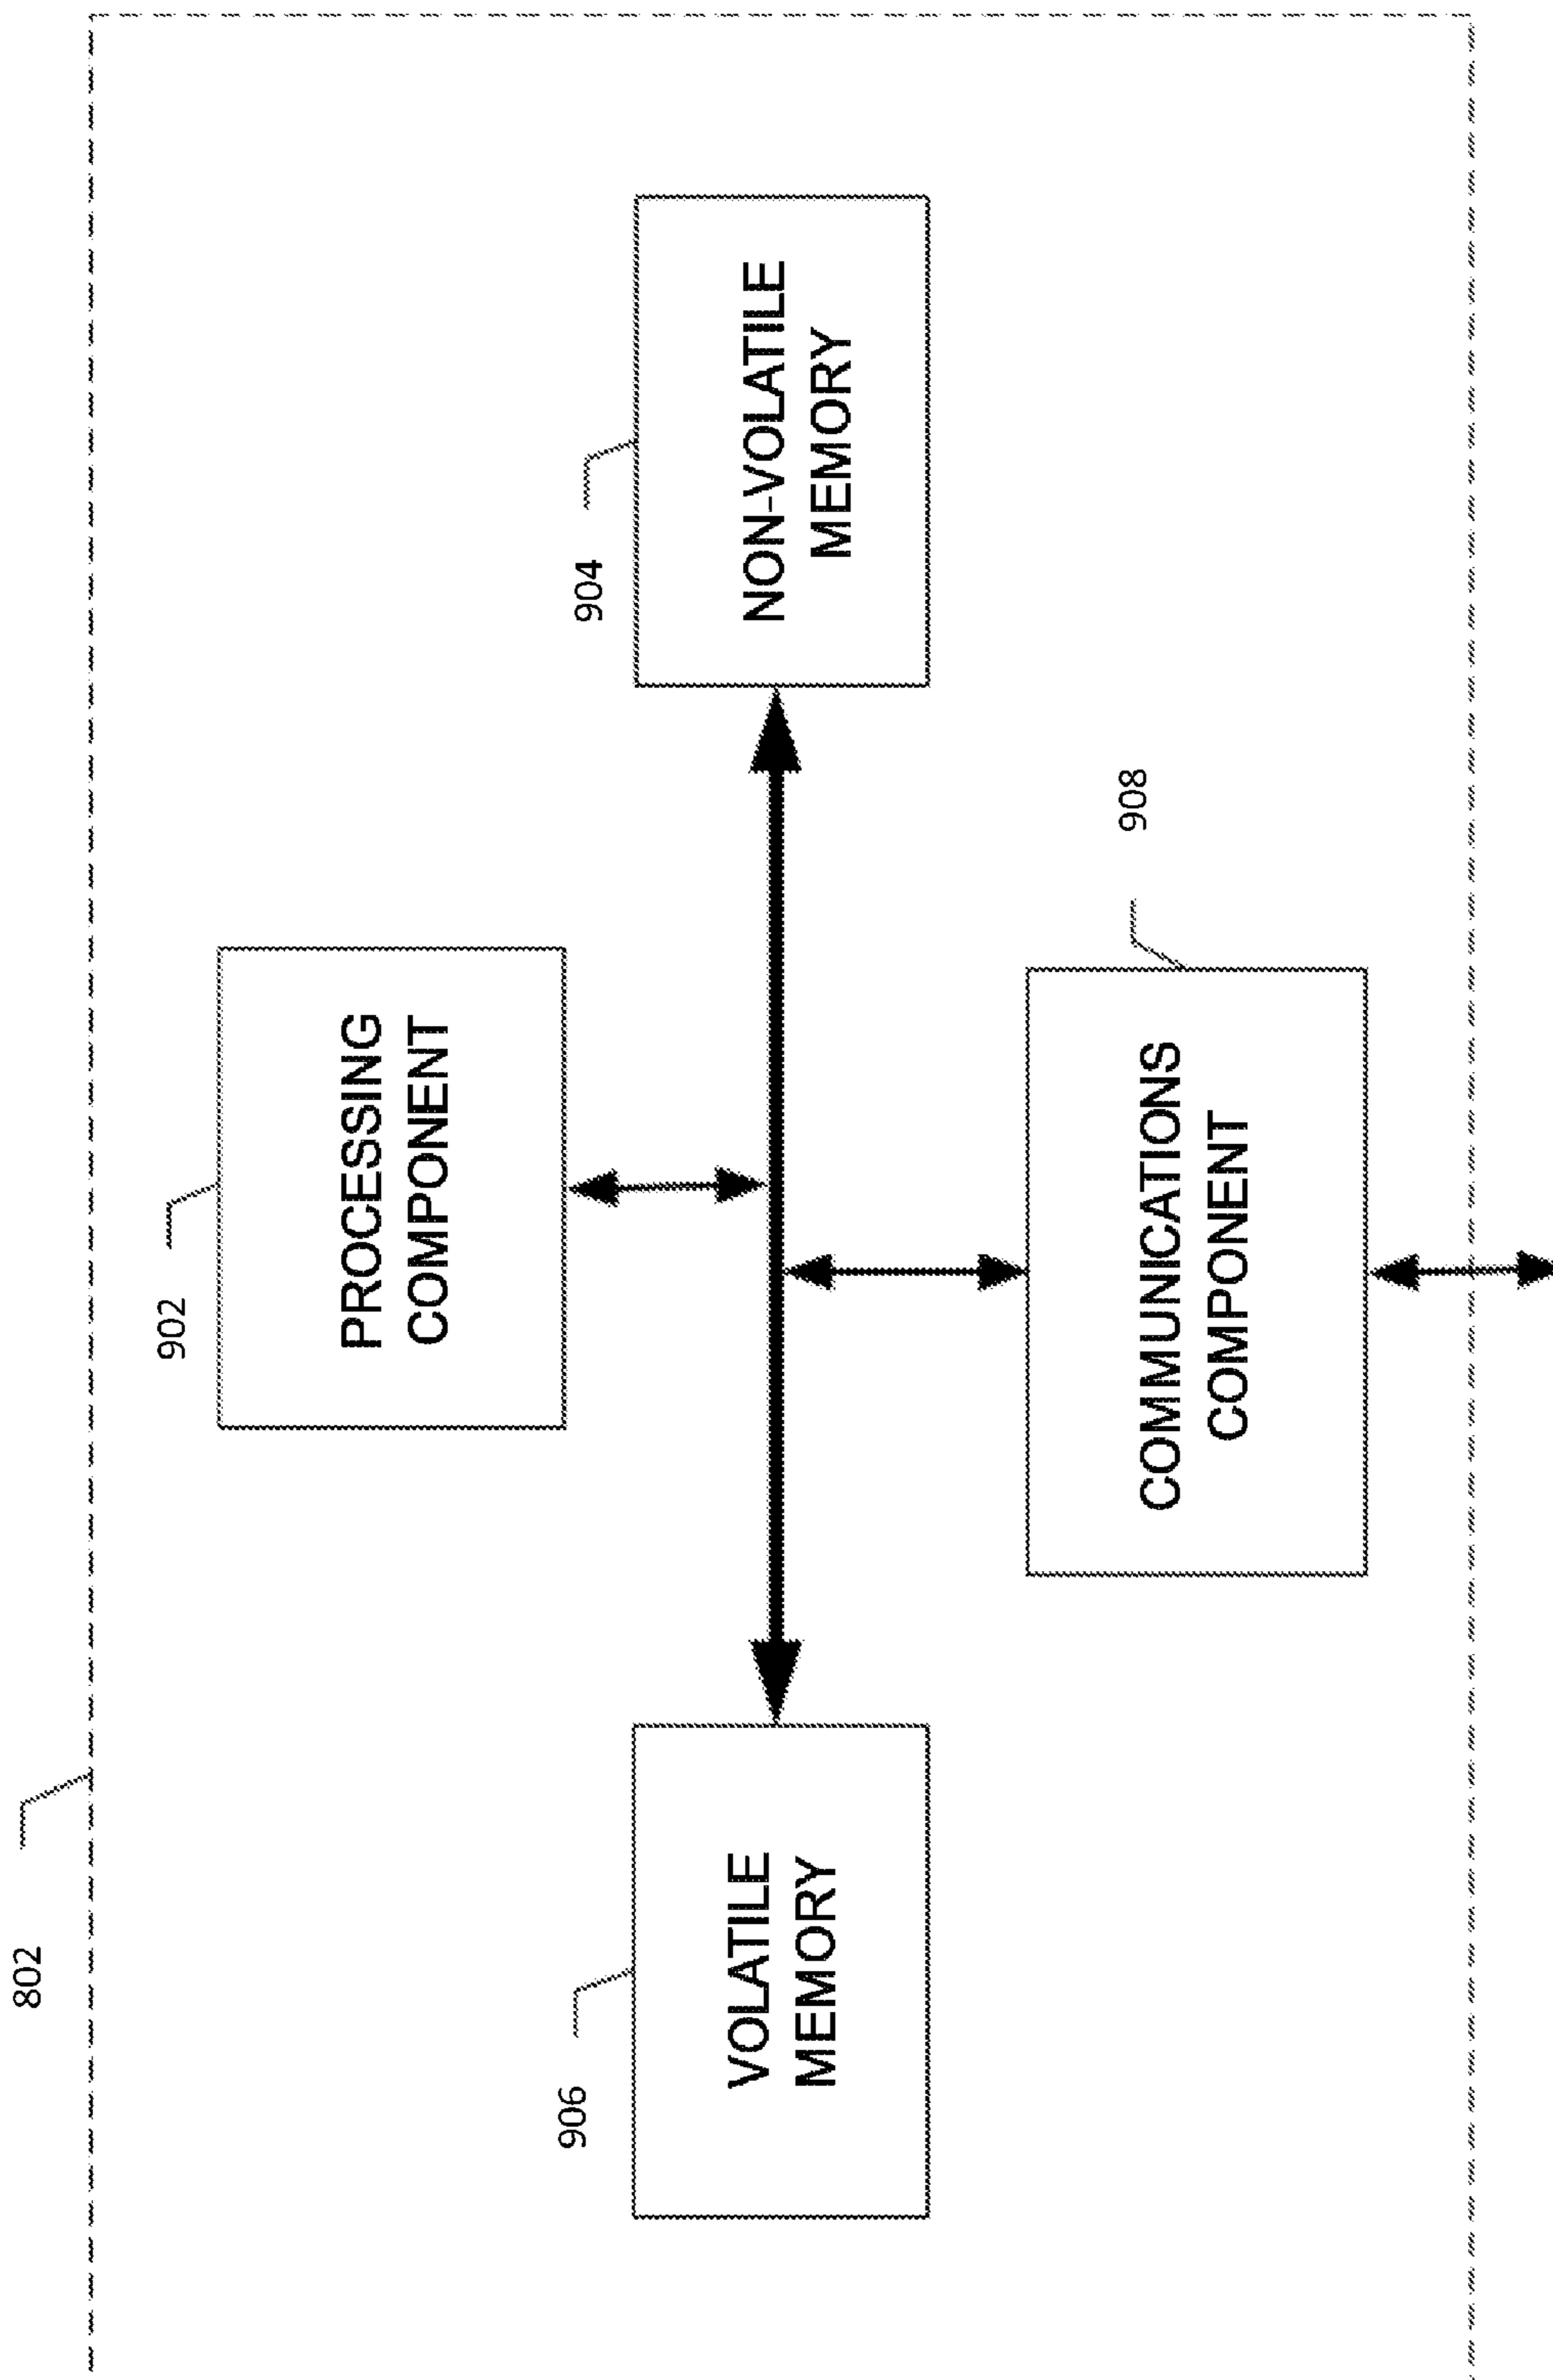 802
902
PROCESSING
COMPONENT
906
VOLATILE
MEMORY
904
NON-VOLATILE
MEMORY
908
COMMUNICATIONS
COMPONENT